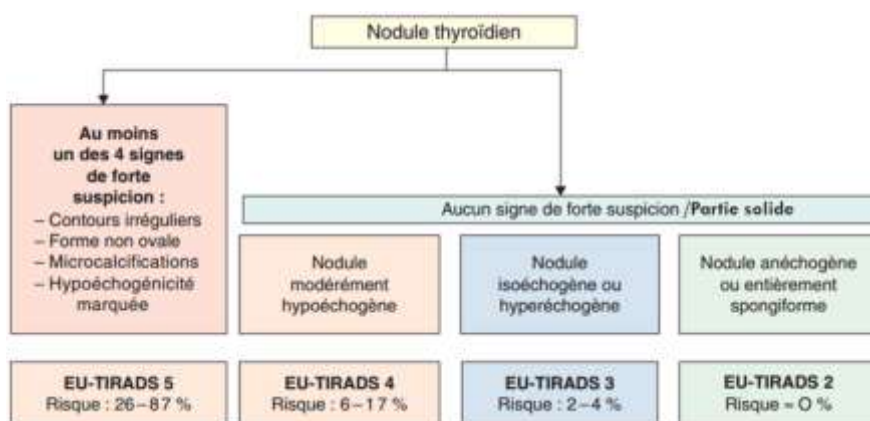 Nodule thyroïdien
Au moins
un des 4 signes
de forte
suspicion :
– Contours irréguliers
– Forme non ovale
– Microcalcifications
– Hypoéchogénicité
marquée
Aucun signe de forte suspicion /Partie solide
Nodule
modérément
hypoéchogène
Nodule
isoéchogène ou
hyperéchogène
Nodule anéchogène
ou entièrement
spongiforme
EU-TIRADS 5
Risque : 26–87 %
EU-TIRADS 4
Risque : 6–17 %
EU-TIRADS 3
Risque : 2–4 %
EU-TIRADS 2
Risque ≈ O %